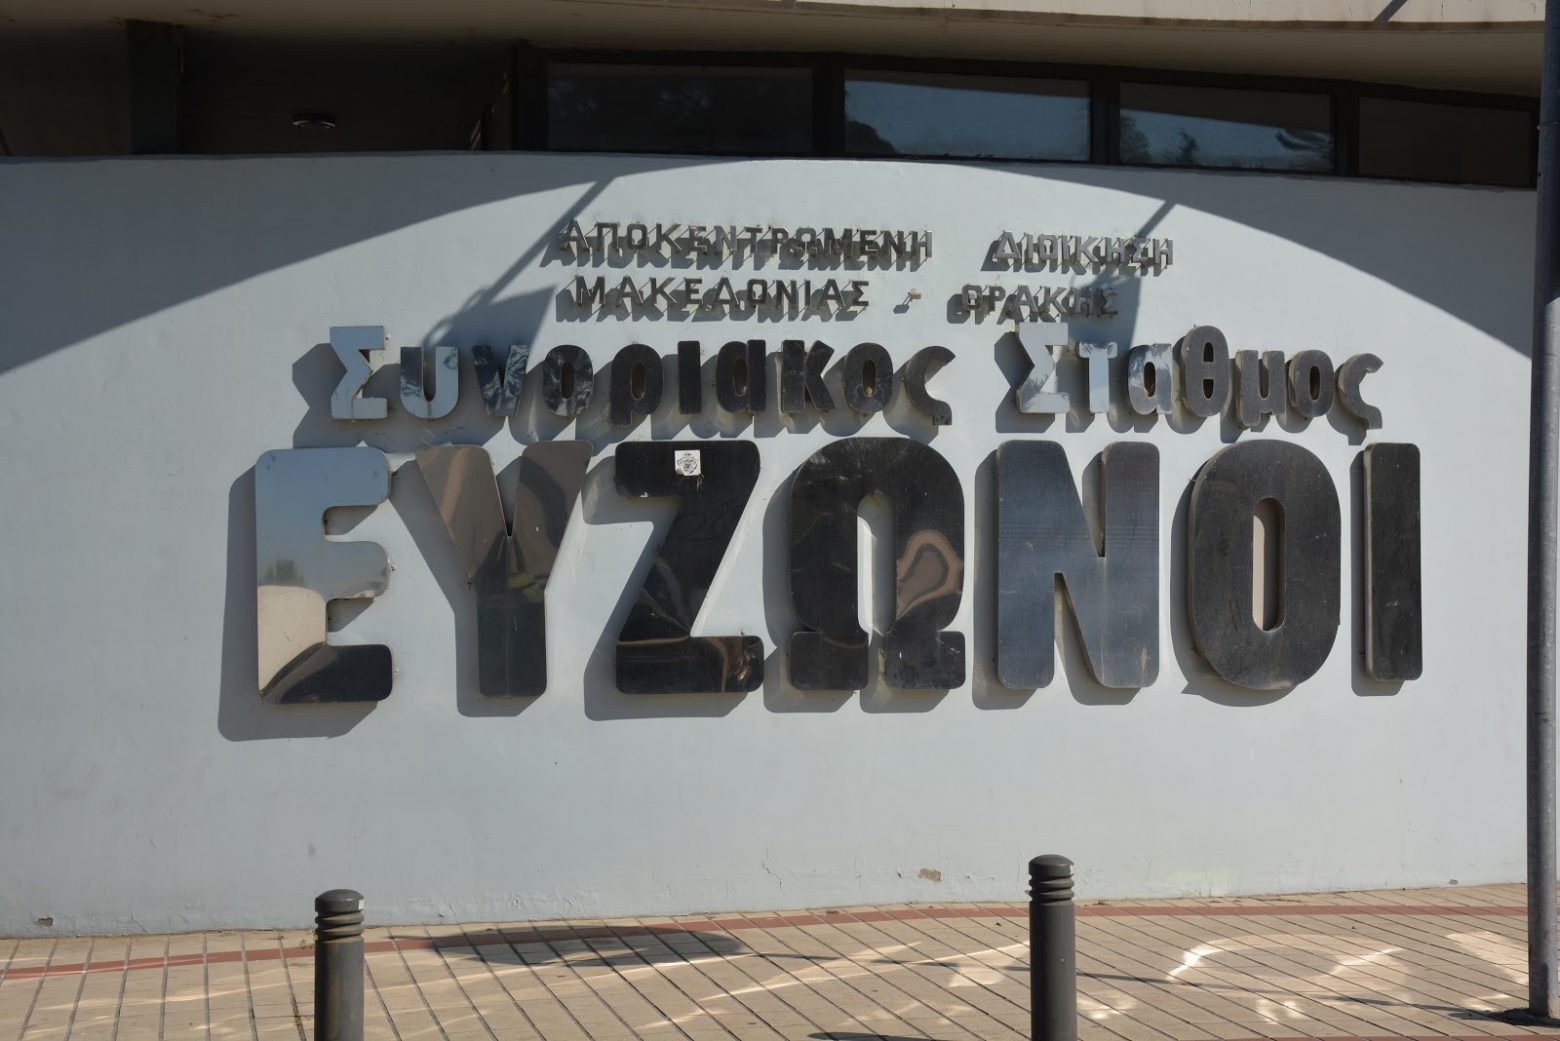 ΑΠΟΚΕΝΤΡΩΜΕΝΗ ΔΙΟΙΚΗΣΗ
ΜΑΚΕΔΟΝΙΑΣ - ΘΡΑΚΗΣ
Συνοριακος Σταθμος
ΕΥΖΩΝΟΙ